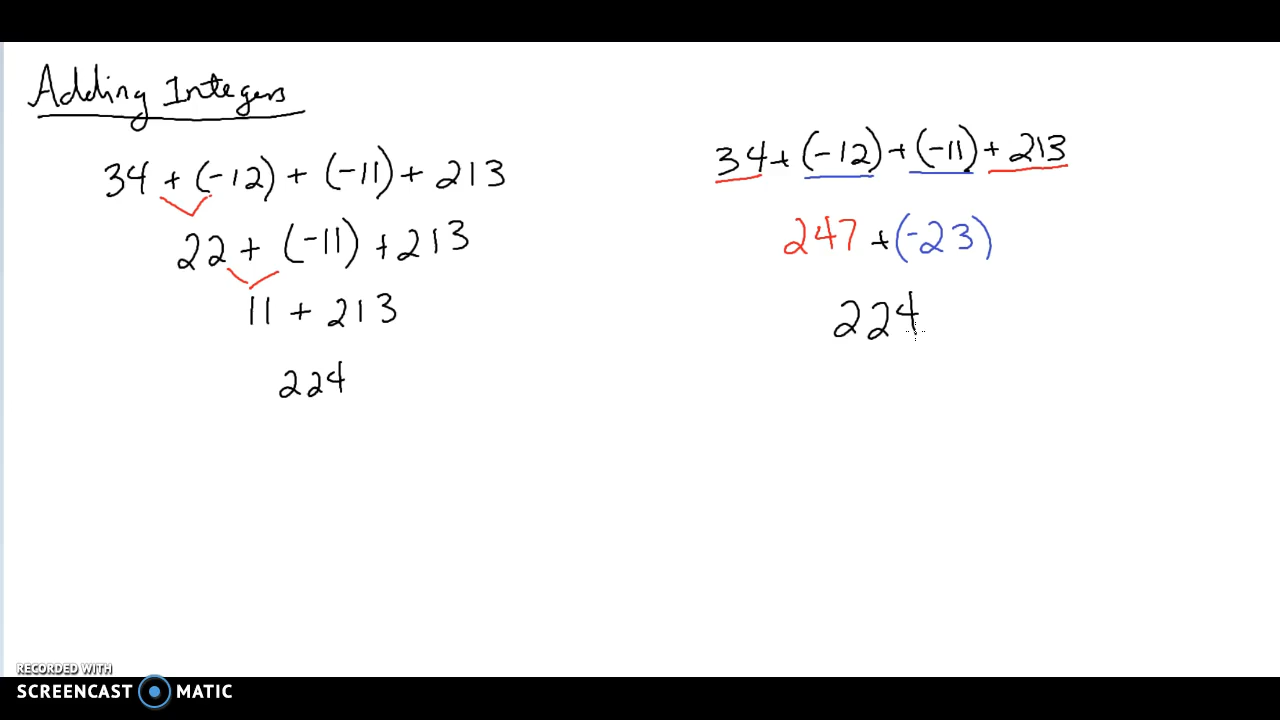 Adding Integers
34 + (-12) + (-11) + 213
22 + (-11) + 213
11 + 213
224
34 + (-12) + (-11) + 213
247 + (-23)
224
RECORDED WITH
SCREENCAST MATIC